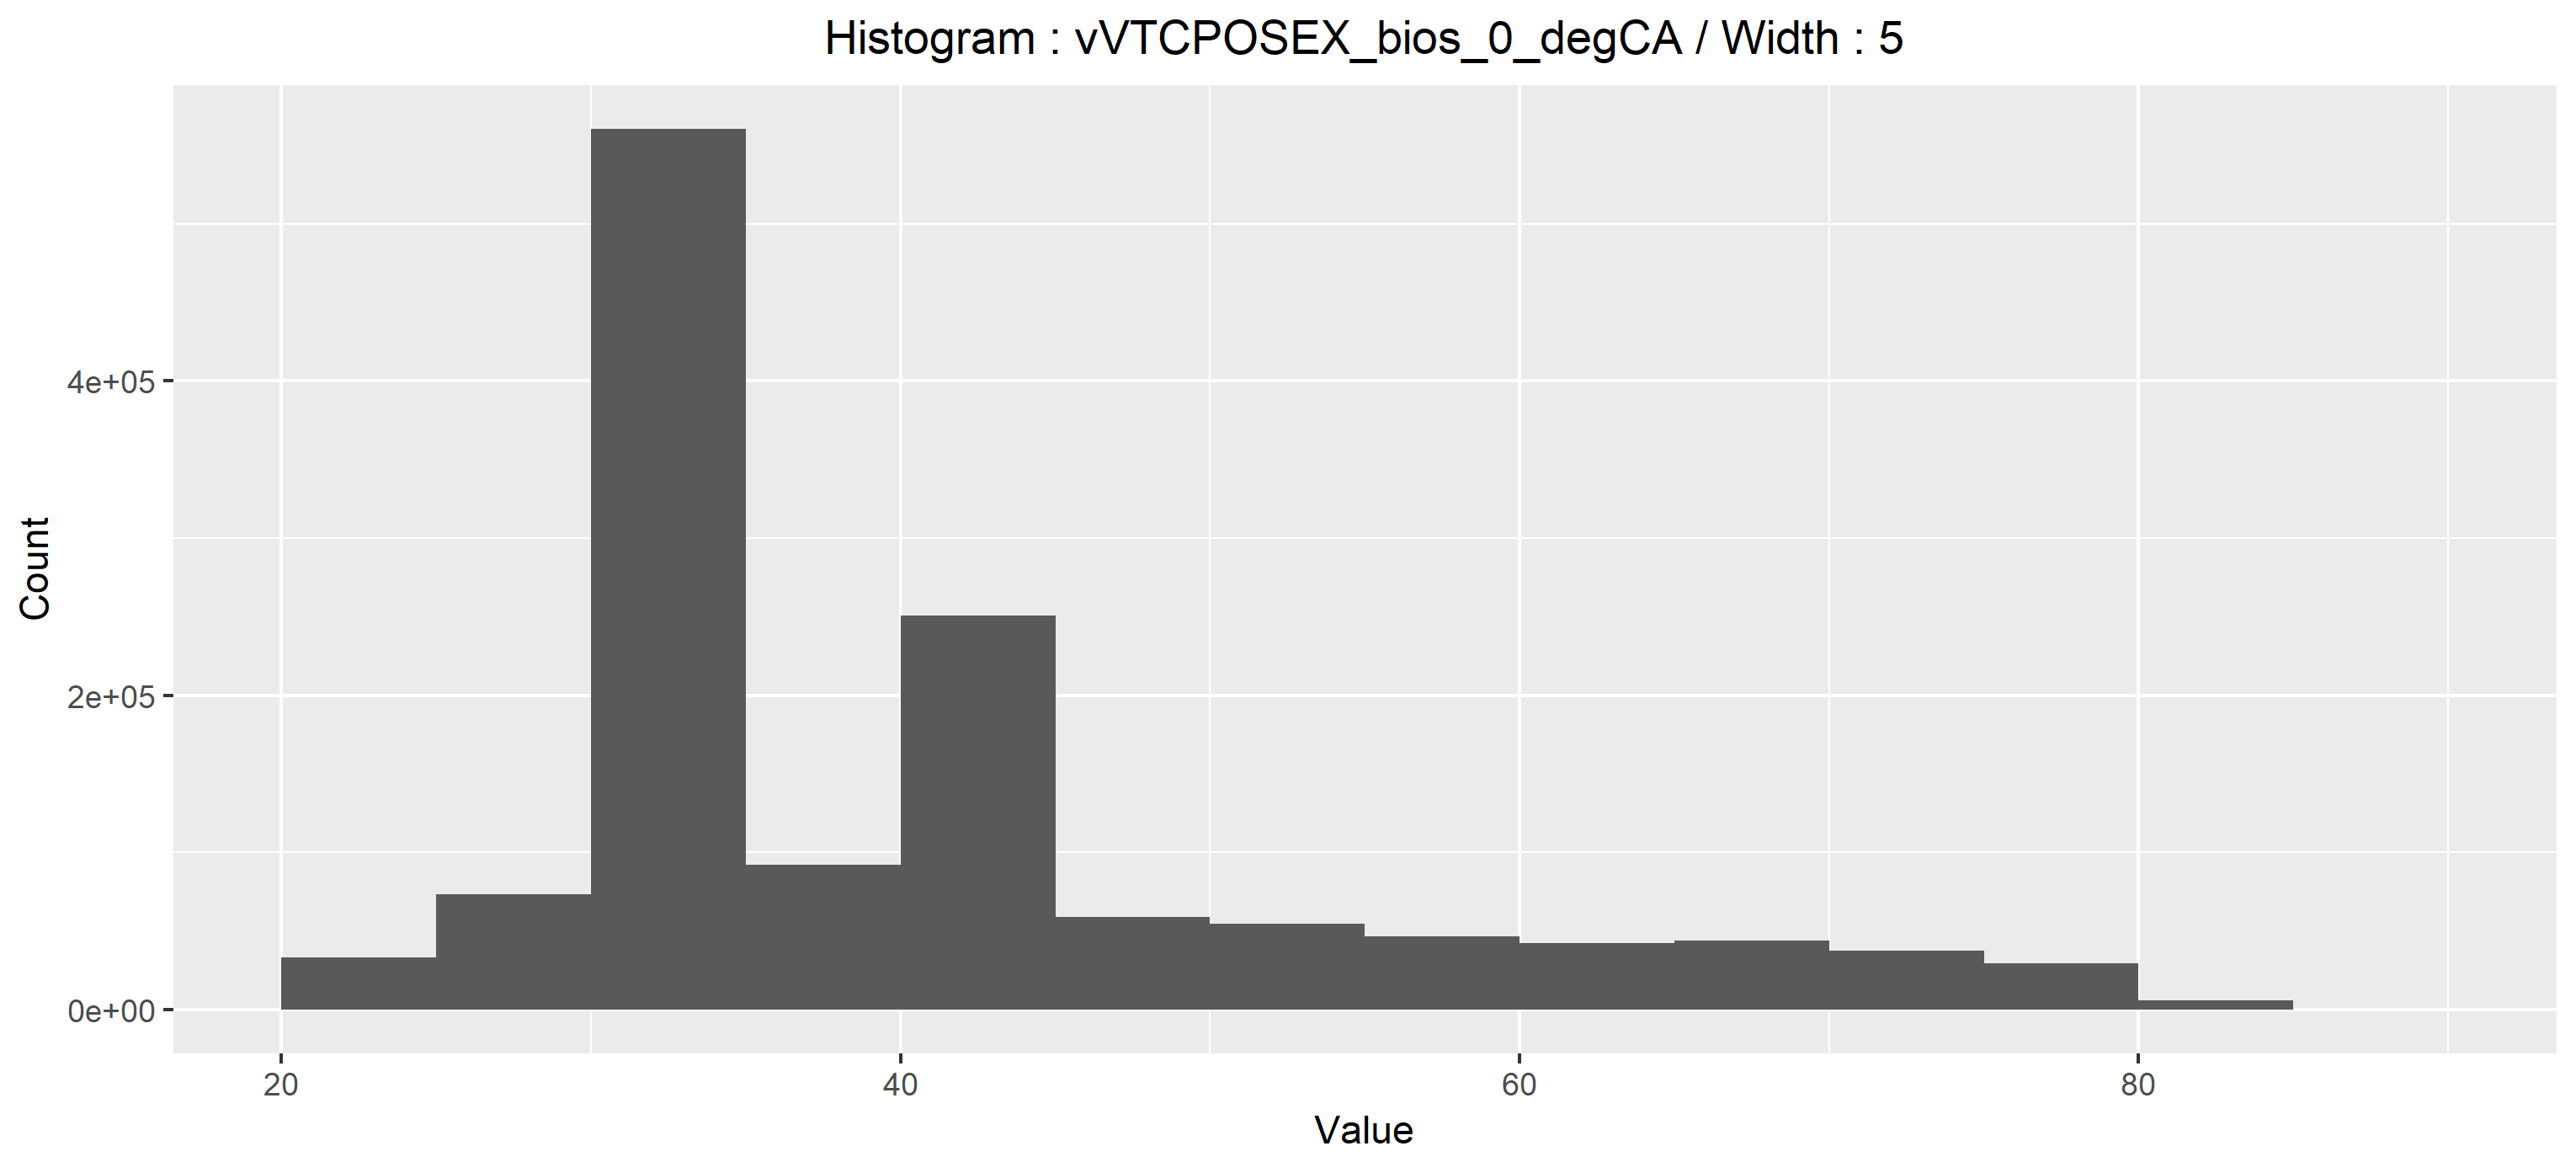 Histogram : vVTCPOSEX_bios_0_degCA / Width : 5
4e+05
2e+05
0e+00
Count
20 40 60 80
Value